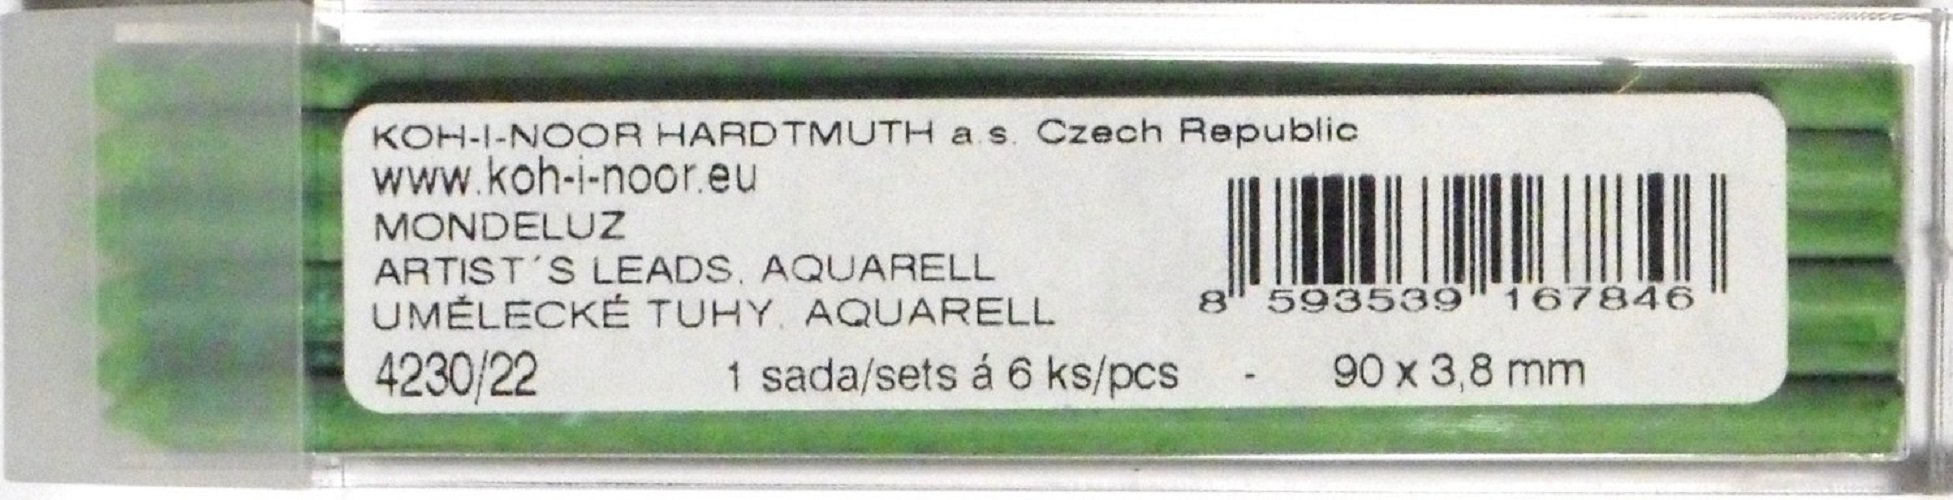 KOH-I-NOOR HARDTMUTH a.s. Czech Republic
www.koh-i-noor.eu
MONDELUZ
ARTIST´S LEADS, AQUARELL
UMĚLECKÉ TUHY, AQUARELL
8 593539 167846
4230/22 1 sada/sets á 6 ks/pcs - 90 x 3,8 mm